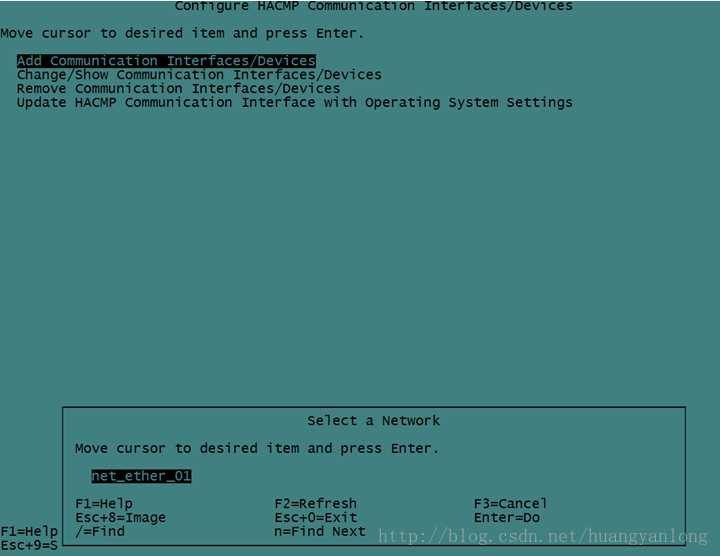 Configure HACMP Communication Interfaces/Devices
Move cursor to desired item and press Enter.
Add Communication Interfaces/Devices
Change/Show Communication Interfaces/Devices
Remove Communication Interfaces/Devices
Update HACMP Communication Interface with Operating System Settings
Select a Network
Move cursor to desired item and press Enter.
net_ether_01
F1=Help F2=Refresh F3=Cancel
Esc+8=Image Esc+0=Exit Enter=Do
F1=Help /=Find n=Find Next
Esc+9=S
http://blog.csdn.net/huangyanlong